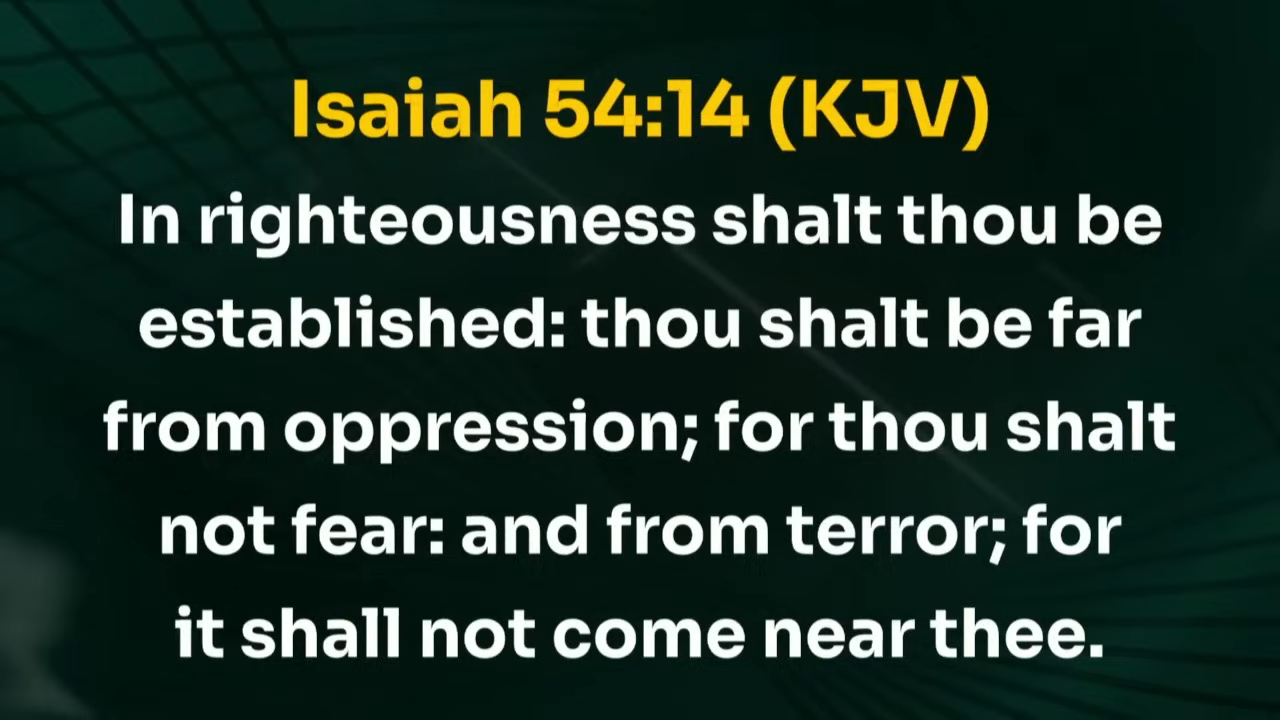 Isaiah 54:14 (KJV)
In righteousness shalt thou be
established: thou shalt be far
from oppression; for thou shalt
not fear: and from terror; for
it shall not come near thee.